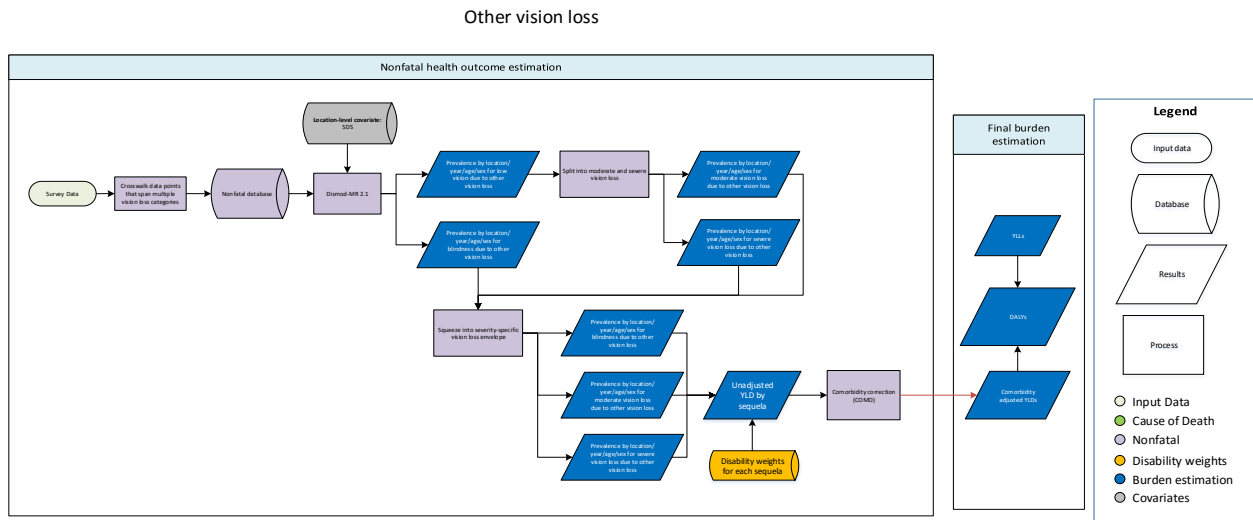 Other vision loss
Nonfatal health outcome estimation
Location-level covariate:
SDS
Survey Data
Crosswalk data points
that span multiple
vision loss categories
Nonfatal database
Dismod-MR 2.1
Prevalence by location/
year/age/sex for low
vision due to other
vision loss
Split into moderate and severe
vision loss
Prevalence by location/
year/age/sex for
moderate vision loss
due to other vision loss
Prevalence by location/
year/age/sex for
blindness due to other
vision loss
Prevalence by location/
year/age/sex for severe
vision loss due to other
vision loss
Squeeze into severity-specific
vision loss envelope
Prevalence by location/
year/age/sex for
blindness due to other
vision loss
Prevalence by location/
year/age/sex for
moderate vision loss
due to other vision loss
Prevalence by location/
year/age/sex for severe
vision loss due to other
vision loss
Unadjusted
YLD by
sequela
Disability weights
for each sequela
Comorbidity correction
(COMO)
Final burden
estimation
YLLs
DALYs
Comorbidity
adjusted YLDs
Legend
Input data
Database
Results
Process
Input Data
Cause of Death
Nonfatal
Disability weights
Burden estimation
Covariates